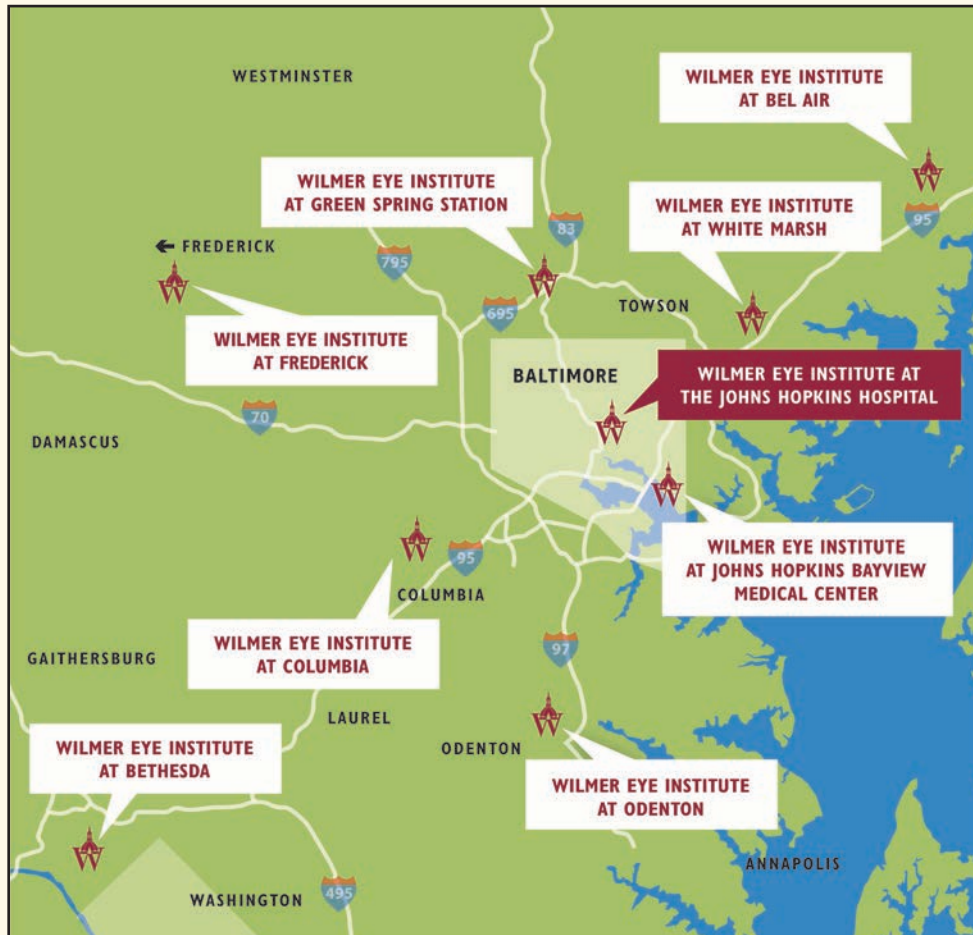 WESTMINSTER
WILMER EYE INSTITUTE
AT BEL AIR
WILMER EYE INSTITUTE
AT GREEN SPRING STATION
WILMER EYE INSTITUTE
AT WHITE MARSH
W
95
83
← FREDERICK
795
W
W
695
TOWSON
W
WILMER EYE INSTITUTE
AT FREDERICK
BALTIMORE
WILMER EYE INSTITUTE AT
THE JOHNS HOPKINS HOSPITAL
70
W
DAMASCUS
W
W
95
WILMER EYE INSTITUTE
AT JOHNS HOPKINS BAYVIEW
MEDICAL CENTER
COLUMBIA
WILMER EYE INSTITUTE
AT COLUMBIA
97
GAITHERSBURG
LAUREL
W
ODENTON
WILMER EYE INSTITUTE
AT BETHESDA
WILMER EYE INSTITUTE
AT ODENTON
W
ANNAPOLIS
WASHINGTON
495